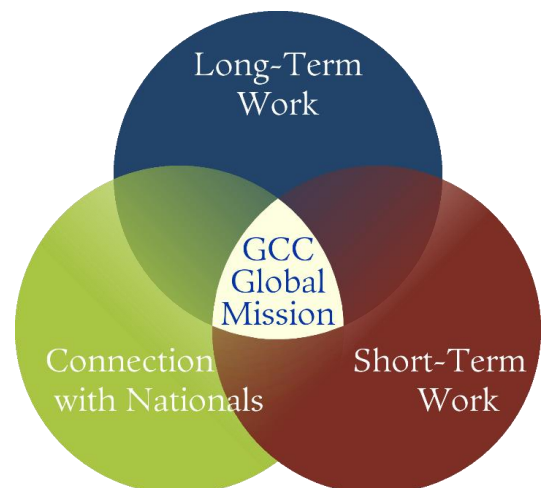 Long-Term
Work
GCC
Global
Mission
Connection
with Nationals
Short-Term
Work